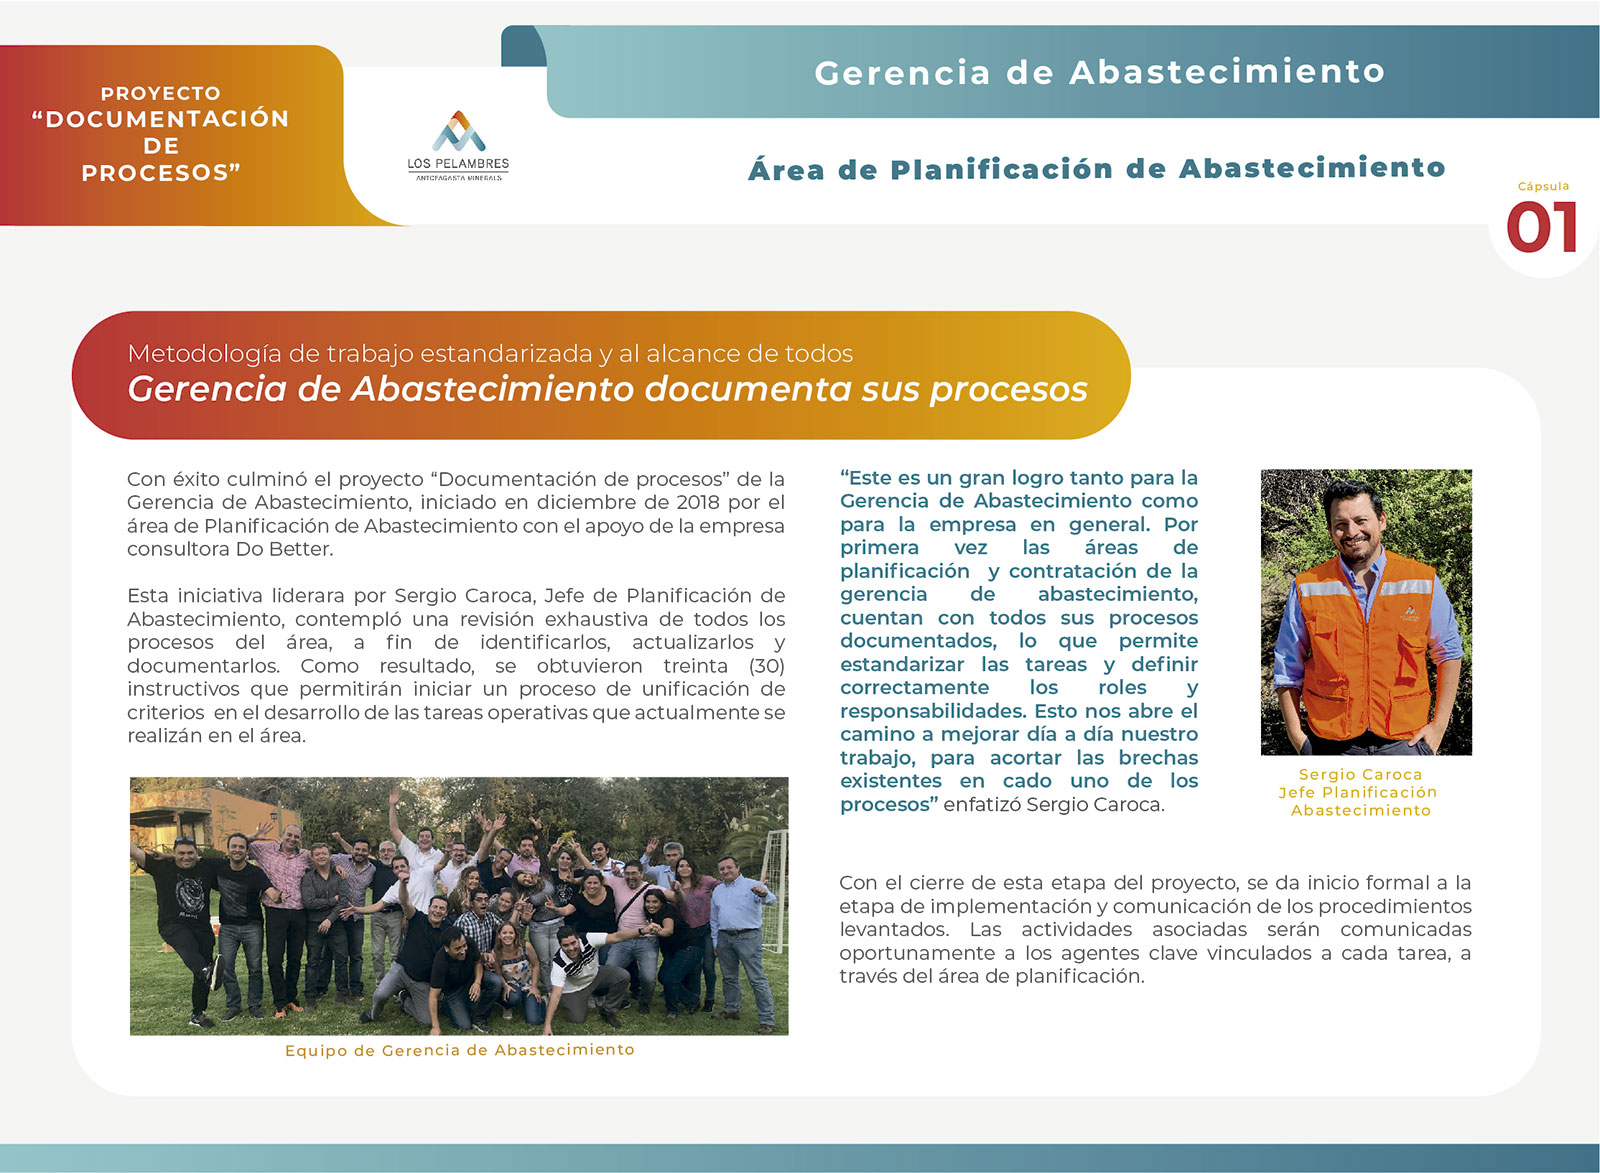 PROYECTO
“DOCUMENTACIÓN
DE
PROCESOS”
LOS PELAMBRES
ANTOFAGASTA MINERALS
Gerencia de Abastecimiento
Área de Planificación de Abastecimiento
Cápsula
01
Metodología de trabajo estandarizada y al alcance de todos
Gerencia de Abastecimiento documenta sus procesos
Con éxito culminó el proyecto “Documentación de procesos” de la
Gerencia de Abastecimiento, iniciado en diciembre de 2018 por el
área de Planificación de Abastecimiento con el apoyo de la empresa
consultora Do Better.
Esta iniciativa liderara por Sergio Caroca, Jefe de Planificación de
Abastecimiento, contempló una revisión exhaustiva de todos los
procesos del área, a fin de identificarlos, actualizarlos y
documentarlos. Como resultado, se obtuvieron treinta (30)
instructivos que permitirán iniciar un proceso de unificación de
criterios en el desarrollo de las tareas operativas que actualmente se
realizán en el área.
Equipo de Gerencia de Abastecimiento
“Este es un gran logro tanto para la
Gerencia de Abastecimiento como
para la empresa en general. Por
primera vez las áreas de
planificación y contratación de la
gerencia de abastecimiento,
cuentan con todos sus procesos
documentados, lo que permite
estandarizar las tareas y definir
correctamente los roles y
responsabilidades. Esto nos abre el
camino a mejorar día a día nuestro
trabajo, para acortar las brechas
existentes en cado uno de los
procesos” enfatizó Sergio Caroca.
Sergio Caroca
Jefe Planificación
Abastecimiento
Con el cierre de esta etapa del proyecto, se da inicio formal a la
etapa de implementación y comunicación de los procedimientos
levantados. Las actividades asociadas serán comunicadas
oportunamente a los agentes clave vinculados a cada tarea, a
través del área de planificación.